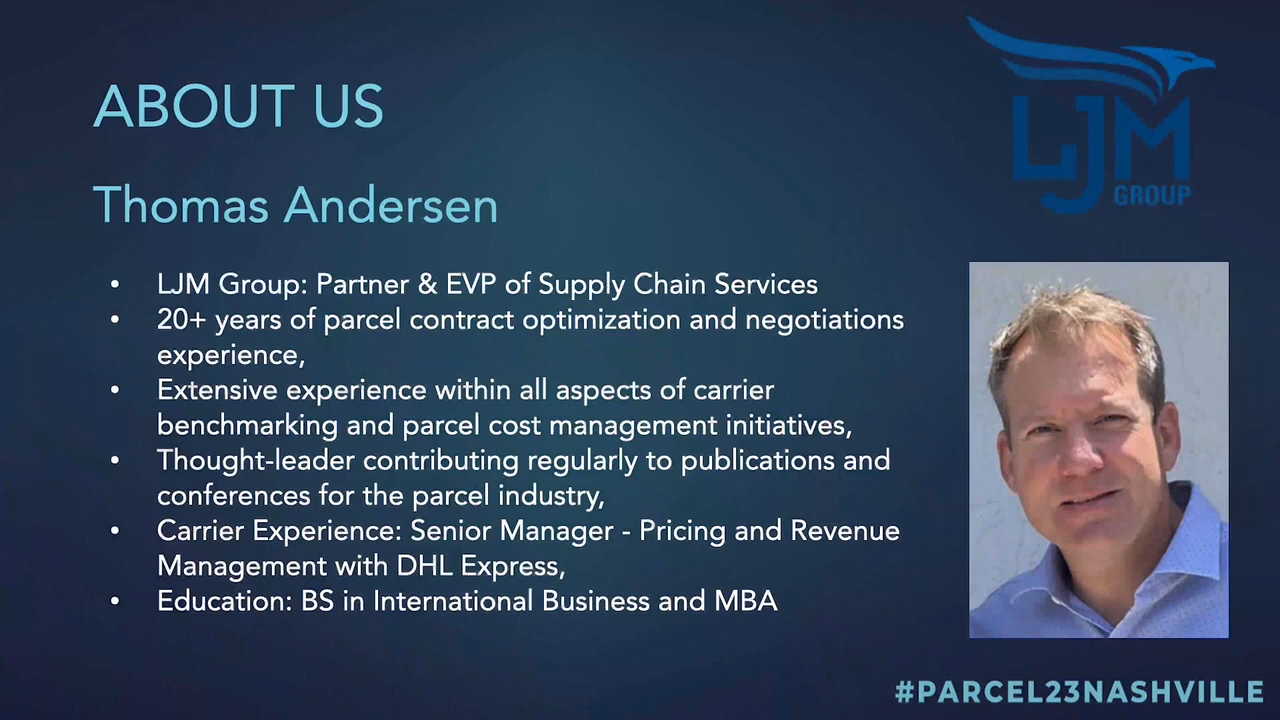 ABOUT US
LJM
GROUP
Thomas Andersen
• LJM Group: Partner & EVP of Supply Chain Services
• 20+ years of parcel contract optimization and negotiations
experience,
• Extensive experience within all aspects of carrier
benchmarking and parcel cost management initiatives,
• Thought-leader contributing regularly to publications and
conferences for the parcel industry,
• Carrier Experience: Senior Manager - Pricing and Revenue
Management with DHL Express,
• Education: BS in International Business and MBA
#PARCEL23NASHVILLE